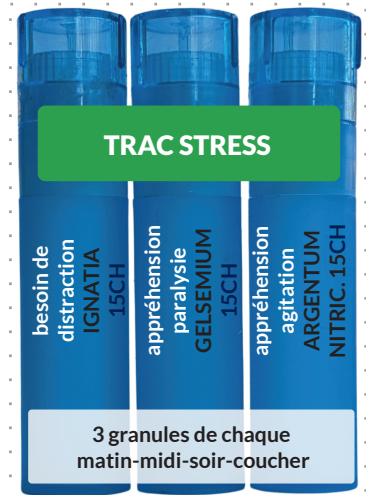 TRAC STRESS
besoin de
distraction
IGNATIA
15CH
appréhension
paralysie
GELSEMIUM
15CH
appréhension
agitation
ARGENTUM
NITRIC. 15CH
3 granules de chaque
matin-midi-soir-coucher